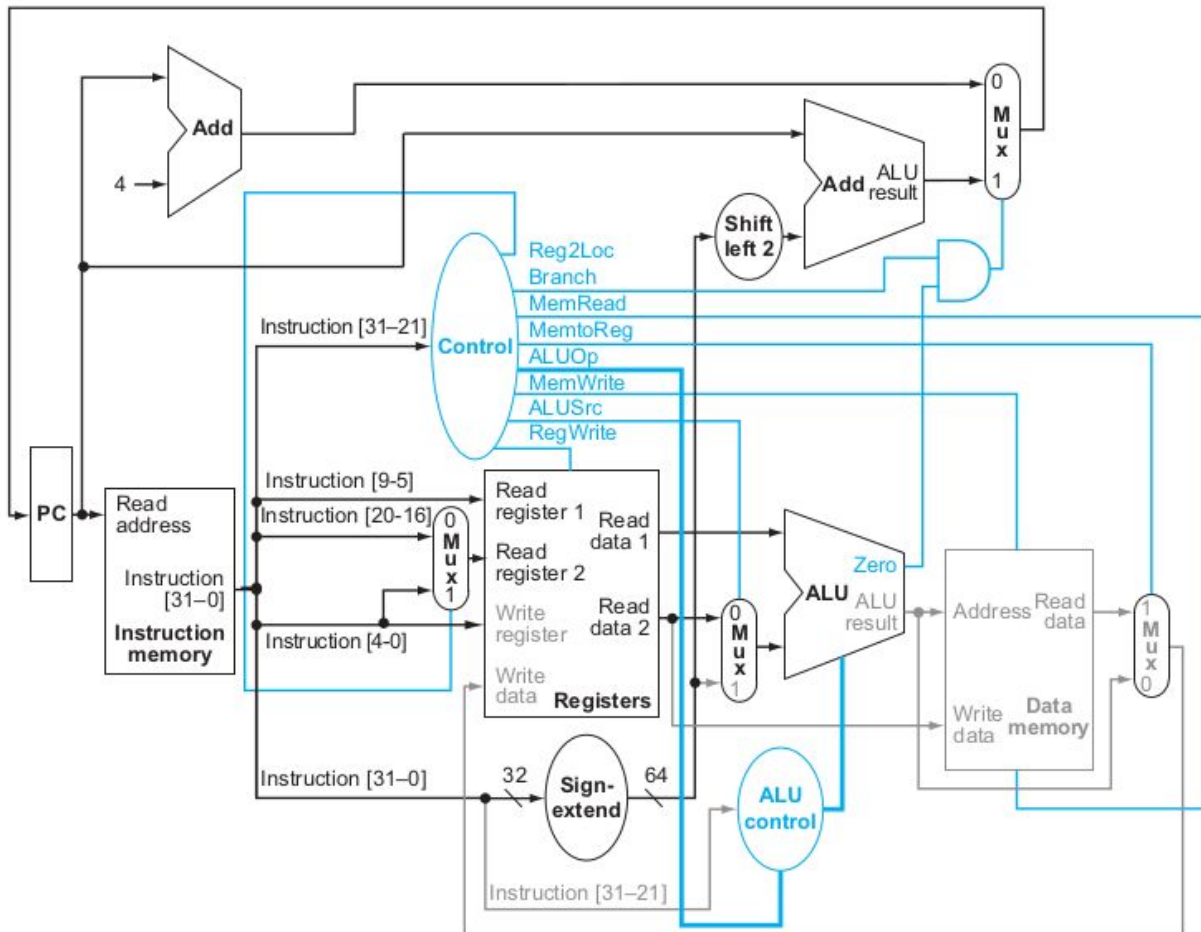 Add
4
0
Mux
1
Add
ALU
result
Shift
left 2
Reg2Loc
Branch
MemRead
MemtoReg
ALUOp
MemWrite
ALUSrc
RegWrite
Control
Instruction [31–21]
PC
Read
address
Instruction
[31–0]
Instruction
memory
Instruction [9-5]
Instruction [20-16]
Instruction [4-0]
0
Mux
1
Read
register 1
Read
register 2
Write
register
Write
data
Read
data 1
Read
data 2
Registers
0
Mux
1
Zero
ALU
ALU
result
Address
Read
data
Write
data
Data
memory
1
Mux
0
Instruction [31–0]
32
Sign-
extend
64
ALU
control
Instruction [31–21]